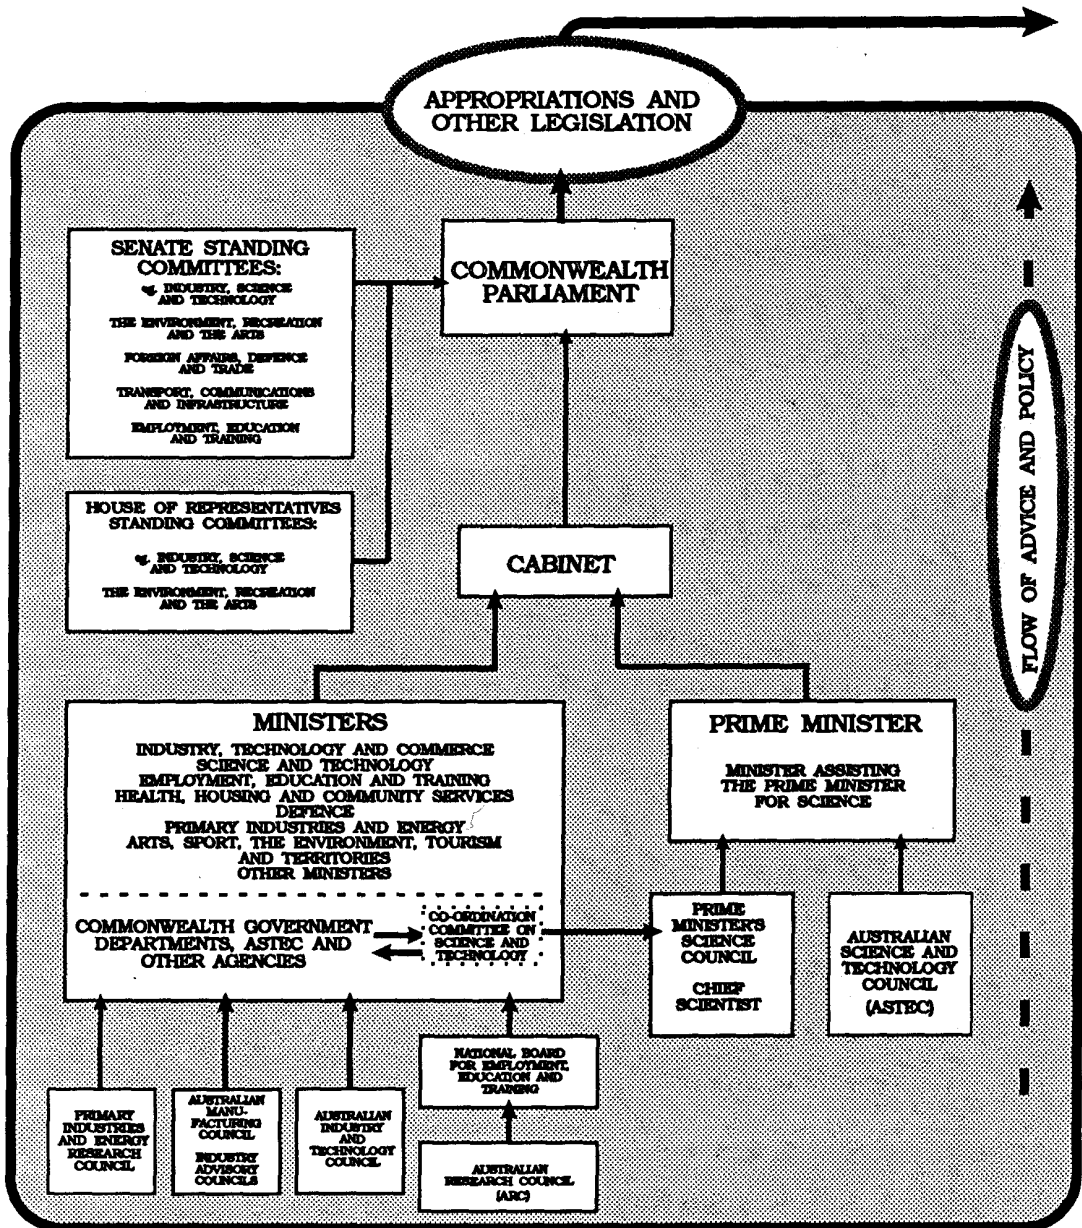 APPROPRIATIONS AND
OTHER LEGISLATION
SENATE STANDING
COMMITTEES:
eg. INDUSTRY, SCIENCE
AND TECHNOLOGY
THE ENVIRONMENT, RECREATION
AND THE ARTS
FOREIGN AFFAIRS, DEFENCE
AND TRADE
TRANSPORT, COMMUNICATIONS
AND INFRASTRUCTURE
EMPLOYMENT, EDUCATION
AND TRAINING
COMMONWEALTH
PARLIAMENT
HOUSE OF REPRESENTATIVES
STANDING COMMITTEES:
eg. INDUSTRY, SCIENCE
AND TECHNOLOGY
THE ENVIRONMENT, RECREATION
AND THE ARTS
CABINET
FLOW OF ADVICE AND POLICY
MINISTERS
INDUSTRY, TECHNOLOGY AND COMMERCE
SCIENCE AND TECHNOLOGY
EMPLOYMENT, EDUCATION AND TRAINING
HEALTH, HOUSING AND COMMUNITY SERVICES
DEFENCE
PRIMARY INDUSTRIES AND ENERGY
ARTS, SPORT, THE ENVIRONMENT, TOURISM
AND TERRITORIES
OTHER MINISTERS
COMMONWEALTH GOVERNMENT
DEPARTMENTS, ASTEC AND
OTHER AGENCIES
CO-ORDINATION
COMMITTEE ON
SCIENCE AND
TECHNOLOGY
PRIME MINISTER
MINISTER ASSISTING
THE PRIME MINISTER
FOR SCIENCE
PRIME
MINISTER'S
SCIENCE
COUNCIL
CHIEF
SCIENTIST
AUSTRALIAN
SCIENCE AND
TECHNOLOGY
COUNCIL
(ASTEC)
PRIMARY
INDUSTRIES
AND ENERGY
RESEARCH
COUNCIL
AUSTRALIAN
MANU-
FACTURING
COUNCIL
INDUSTRY
ADVISORY
COUNCILS
AUSTRALIAN
INDUSTRY
AND
TECHNOLOGY
COUNCIL
NATIONAL BOARD
FOR EMPLOYMENT,
EDUCATION AND
TRAINING
AUSTRALIAN
RESEARCH COUNCIL
(ARC)